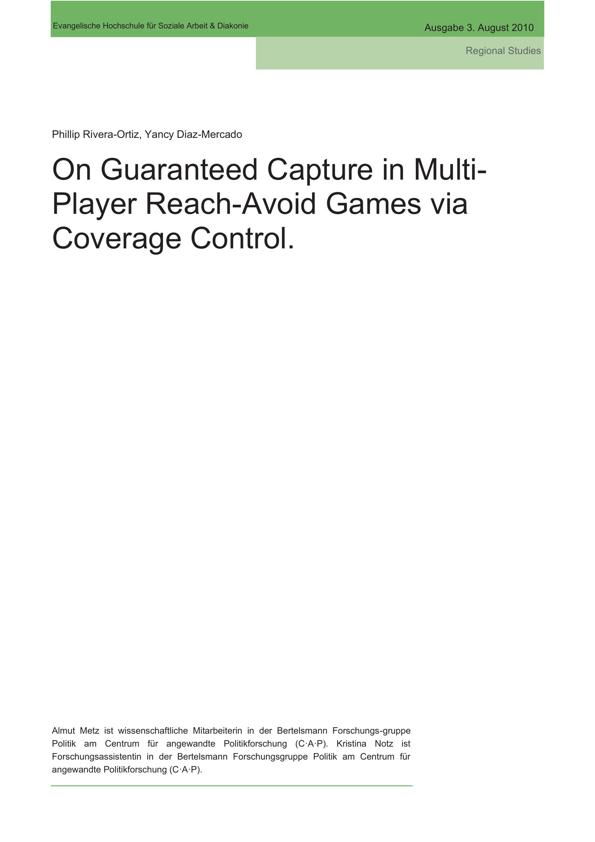 Evangelische Hochschule für Soziale Arbeit & Diakonie
Ausgabe 3. August 2010
Regional Studies
Phillip Rivera-Ortiz, Yancy Diaz-Mercado
On Guaranteed Capture in Multi-
Player Reach-Avoid Games via
Coverage Control.
Almut Metz ist wissenschaftliche Mitarbeiterin in der Bertelsmann Forschungs-gruppe
Politik am Centrum für angewandte Politikforschung (C·A·P). Kristina Notz ist
Forschungsassistentin in der Bertelsmann Forschungsgruppe Politik am Centrum für
angewandte Politikforschung (C·A·P).